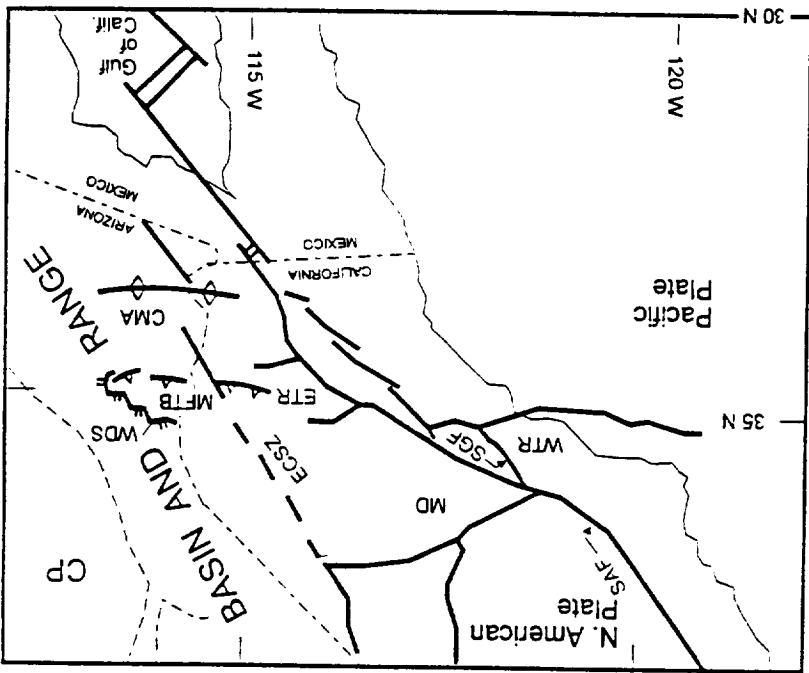 N. American
Plate
SAF
CP
BASIN AND RANGE
MD
ECSZ
WTR
SGF
WDS
35 N
ETR
MFTB
CMA
Pacific
Plate
CALIFORNIA
MEXICO
ARIZONA
MEXICO
120 W
115 W
Gulf
of
Calif.
30 N